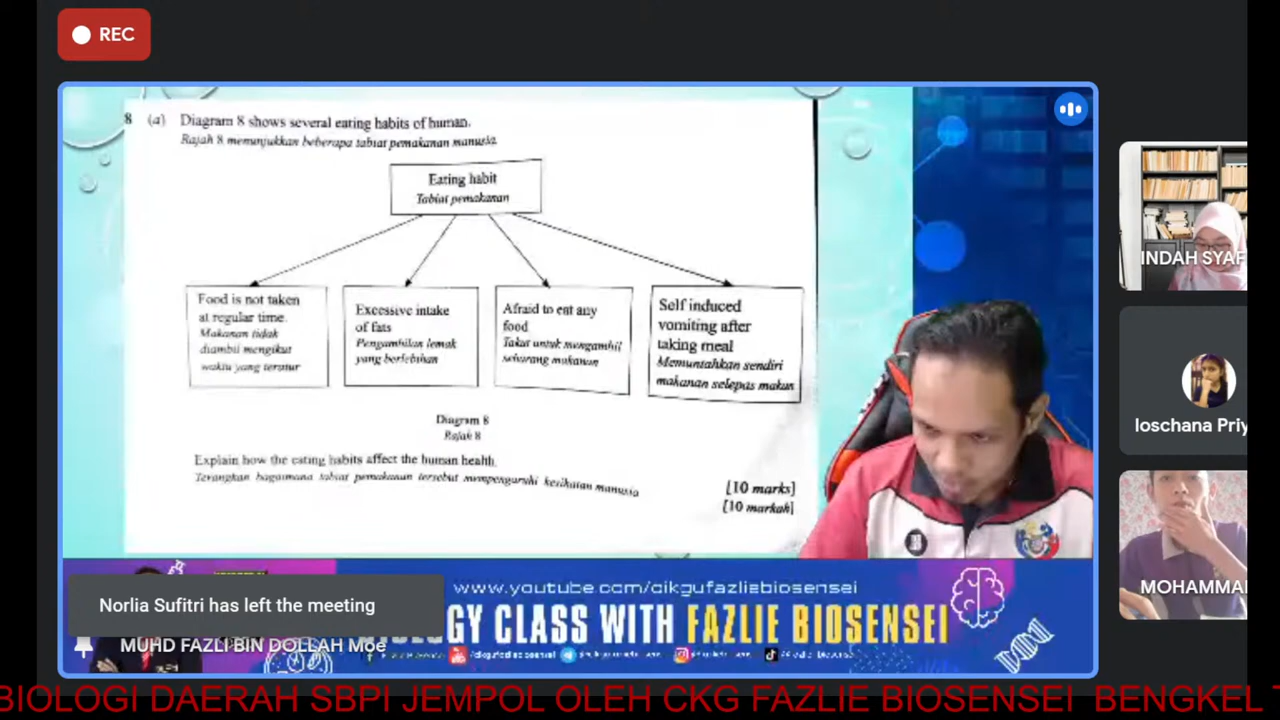 REC
8 (a) Diagram 8 shows several eating habits of human.
Rajah 8 menunjukkan beberapa tabiat pemakanan manusia.
Eating habit
Tabiat pemakanan
Food is not taken
at regular time.
Makanan tidak
diambil mengikut
waktu yang teratur
Excessive intake
of fats
Pengambilan lemak
yang berlebihan
Afraid to eat any
food
Takut untuk mengambil
sebarang makanan
Self induced
vomiting after
taking meal
Memuntahkan sendiri
makanan selepas makan
Diagram 8
Rajah 8
Explain how the eating habits affect the human health.
Terangkan bagaimana tabiat pemakanan tersebut mempengaruhi kesihatan manusia
[10 marks]
[10 markah]
INDAH SYAF
loschana Priy
MOHAMMA
www.youtube.com/cikgufazliebiosensei
GY CLASS WITH FAZLIE BIOSENSEI
Norlia Sufitri has left the meeting
MUHD FAZLI BIN DOLLAH Moe
BIOLOGI DAERAH SBPI JEMPOL OLEH CKG FAZLIE BIOSENSEI BENGKEL